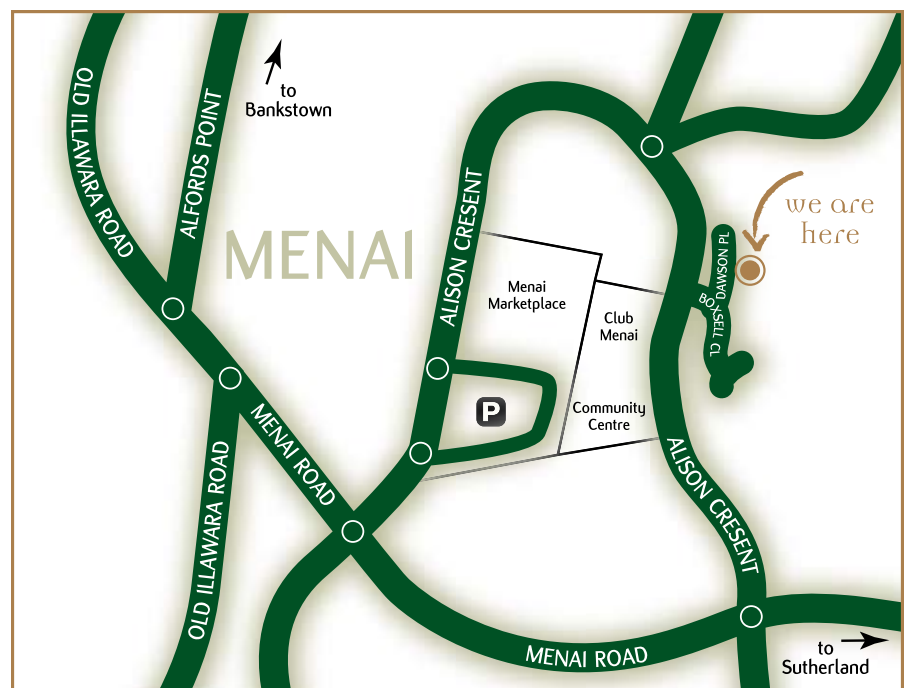 OLD ILLAWARA ROAD
ALFORDS POINT
to
Bankstown
MENAI
ALISON CRESENT
we are
here
DAWSON PL
BOXSELL CL
Menai
Marketplace
Club
Menai
P
Community
Centre
MENAI ROAD
OLD ILLAWARA ROAD
ALISON CRESENT
MENAI ROAD
to
Sutherland